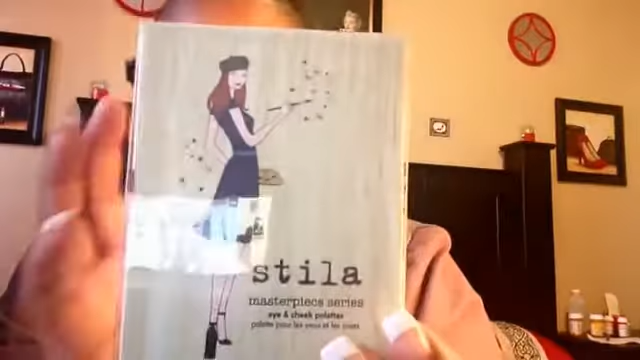 stila
masterpiece series
eye & cheek palettes
palette pour les yeux et les joues